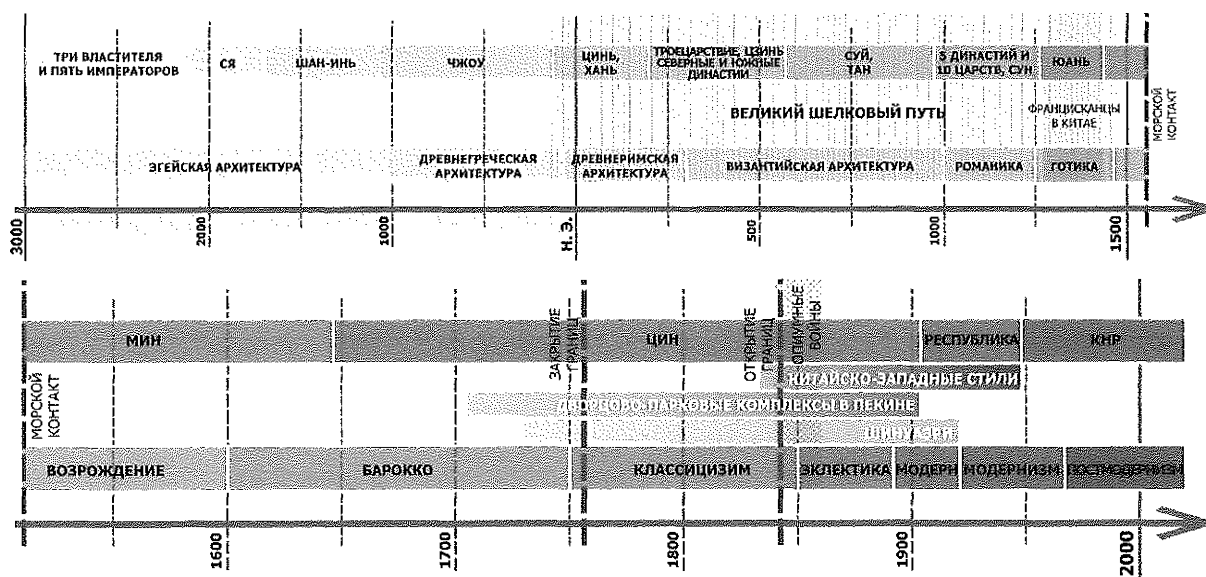 ТРИ ВЛАСТИТЕЛЯ
И ПЯТЬ ИМПЕРАТОРОВ
СЯ
ШАН-ИНЬ
ЧЖОУ
ЦИНЬ,
ХАНЬ
ТРОЕЦАРСТВИЕ, ЦЗИНЬ
СЕВЕРНЫЕ И ЮЖНЫЕ
ДИНАСТИИ
СУЙ,
ТАН
5 ДИНАСТИЙ И
10 ЦАРСТВ, СУН
ЮАНЬ
ВЕЛИКИЙ ШЕЛКОВЫЙ ПУТЬ
ФРАНЦИСКАНЦЫ
В КИТАЕ
МОРСКОЙ
КОНТАКТ
ЭГЕЙСКАЯ АРХИТЕКТУРА
ДРЕВНЕГРЕЧЕСКАЯ
АРХИТЕКТУРА
ДРЕВНЕРИМСКАЯ
АРХИТЕКТУРА
ВИЗАНТИЙСКАЯ АРХИТЕКТУРА
РОМАНИКА
ГОТИКА
3000
2000
1000
Н. Э.
500
1000
1500
МИН
ЗАКРЫТИЕ
ГРАНИЦ
ЦИН
ОТКРЫТИЕ
ГРАНИЦ
ОПИУМНЫЕ
ВОЙНЫ
РЕСПУБЛИКА
КНР
МОРСКОЙ
КОНТАКТ
КИТАЙСКО-ЗАПАДНЫЕ СТИЛИ
ДВОРЦОВО-ПАРКОВЫЕ КОМПЛЕКСЫ В ПЕКИНЕ
ВОЗРОЖДЕНИЕ
БАРОККО
КЛАССИЦИЗИМ
ЭКЛЕКТИКА
МОДЕРН
МОДЕРНИЗМ
ПОСТМОДЕРНИЗМ
1600
1700
1800
1900
2000